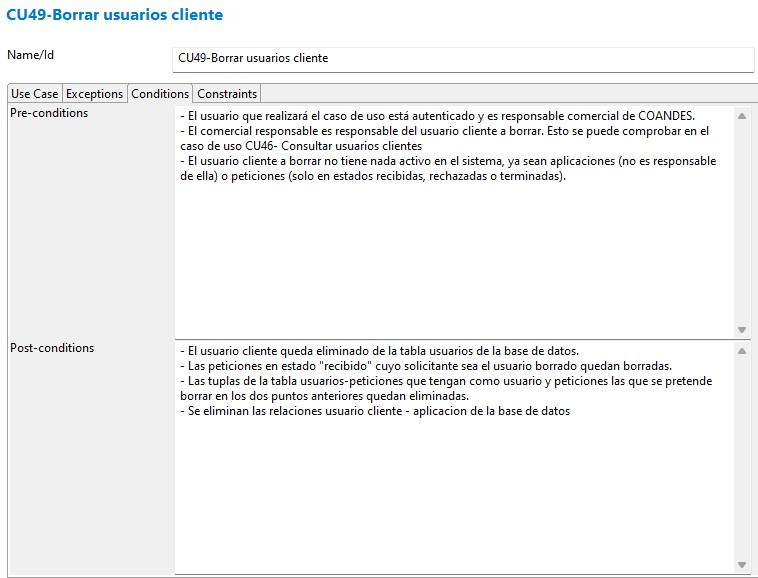 CU49-Borrar usuarios cliente
Name/Id
CU49-Borrar usuarios cliente
Use Case Exceptions Conditions Constraints
Pre-conditions
- El usuario que realizará el caso de uso está autenticado y es responsable comercial de COANDES.
- El comercial responsable es responsable del usuario cliente a borrar. Esto se puede comprobar en el
caso de uso CU46- Consultar usuarios clientes
- El usuario cliente a borrar no tiene nada activo en el sistema, ya sean aplicaciones (no es responsable
de ella) o peticiones (solo en estados recibidas, rechazadas o terminadas).
Post-conditions
- El usuario cliente queda eliminado de la tabla usuarios de la base de datos.
- Las peticiones en estado "recibido" cuyo solicitante sea el usuario borrado quedan borradas.
- Las tuplas de la tabla usuarios-peticiones que tengan como usuario y peticiones las que se pretende
borrar en los dos puntos anteriores quedan eliminadas.
- Se eliminan las relaciones usuario cliente - aplicacion de la base de datos